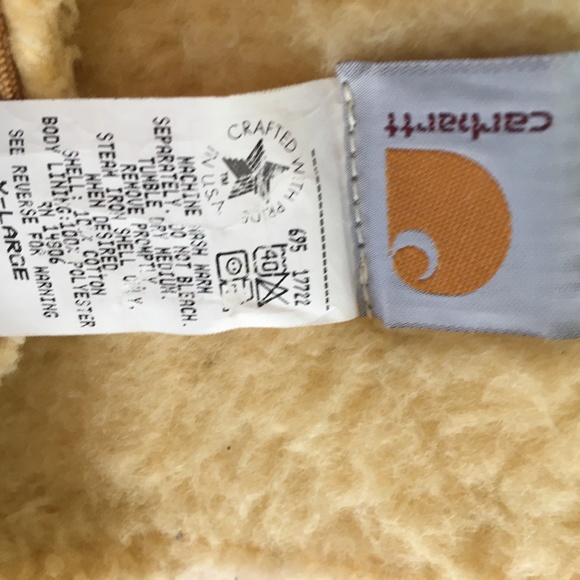 carhartt
CRAFTED WITH
PRIDE
IN U.S.A.
TM
695 17722
40
MACHINE WASH WARM
SEPARATELY. DO NOT BLEACH.
TUMBLE DRY MEDIUM.
REMOVE PROMPTLY
STEAM IRON SHELL ONLY,
WHEN DESIRED.
SHELL: 100% COTTON
BODY LINING:100% POLYESTER
RN 14806
SEE REVERSE FOR WARNING
X-LARGE